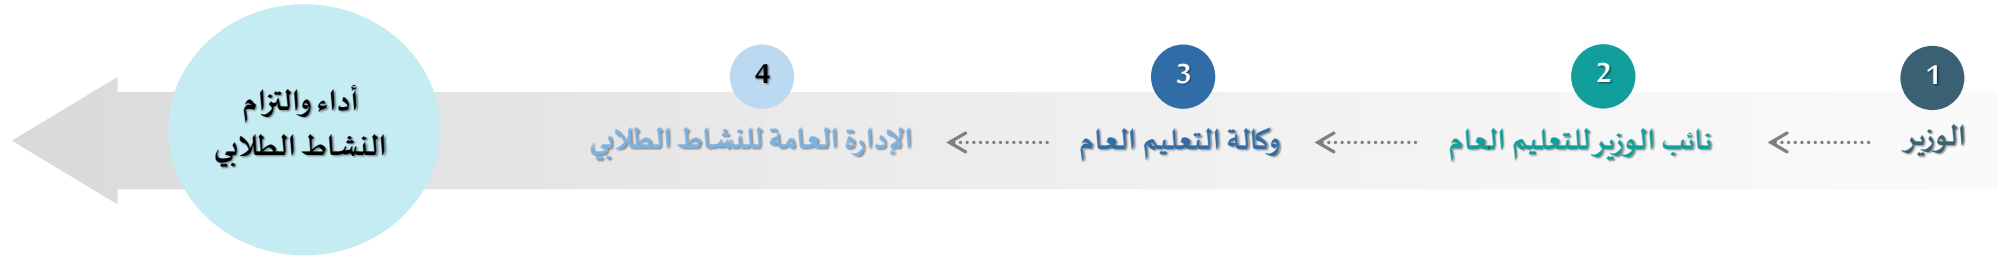 1
الوزير
2
نائب الوزير للتعليم العام
3
وكالة التعليم العام
4
الإدارة العامة للنشاط الطلابي
أداء والتزام
النشاط الطلابي